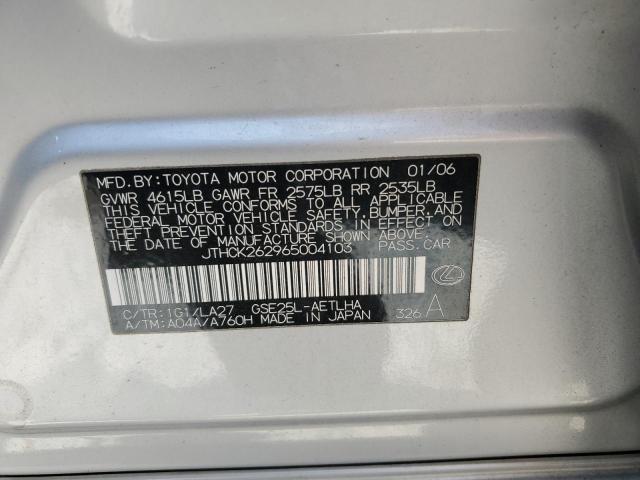 MFD. BY: TOYOTA MOTOR CORPORATION 01/06
GVWR 4615LB GAWR FR 2575LB RR 2535LB
THIS VEHICLE CONFORMS TO ALL APPLICABLE
FEDERAL MOTOR VEHICLE SAFETY, BUMPER, AND
THEFT PREVENTION STANDARDS IN EFFECT ON
THE DATE OF MANUFACTURE SHOWN ABOVE.
JTHCK262965004103 PASS. CAR
C/TR: 1G1/LA27 GSE25L-AETLHA
A/TM: A04A/A760H MADE IN JAPAN 326 A